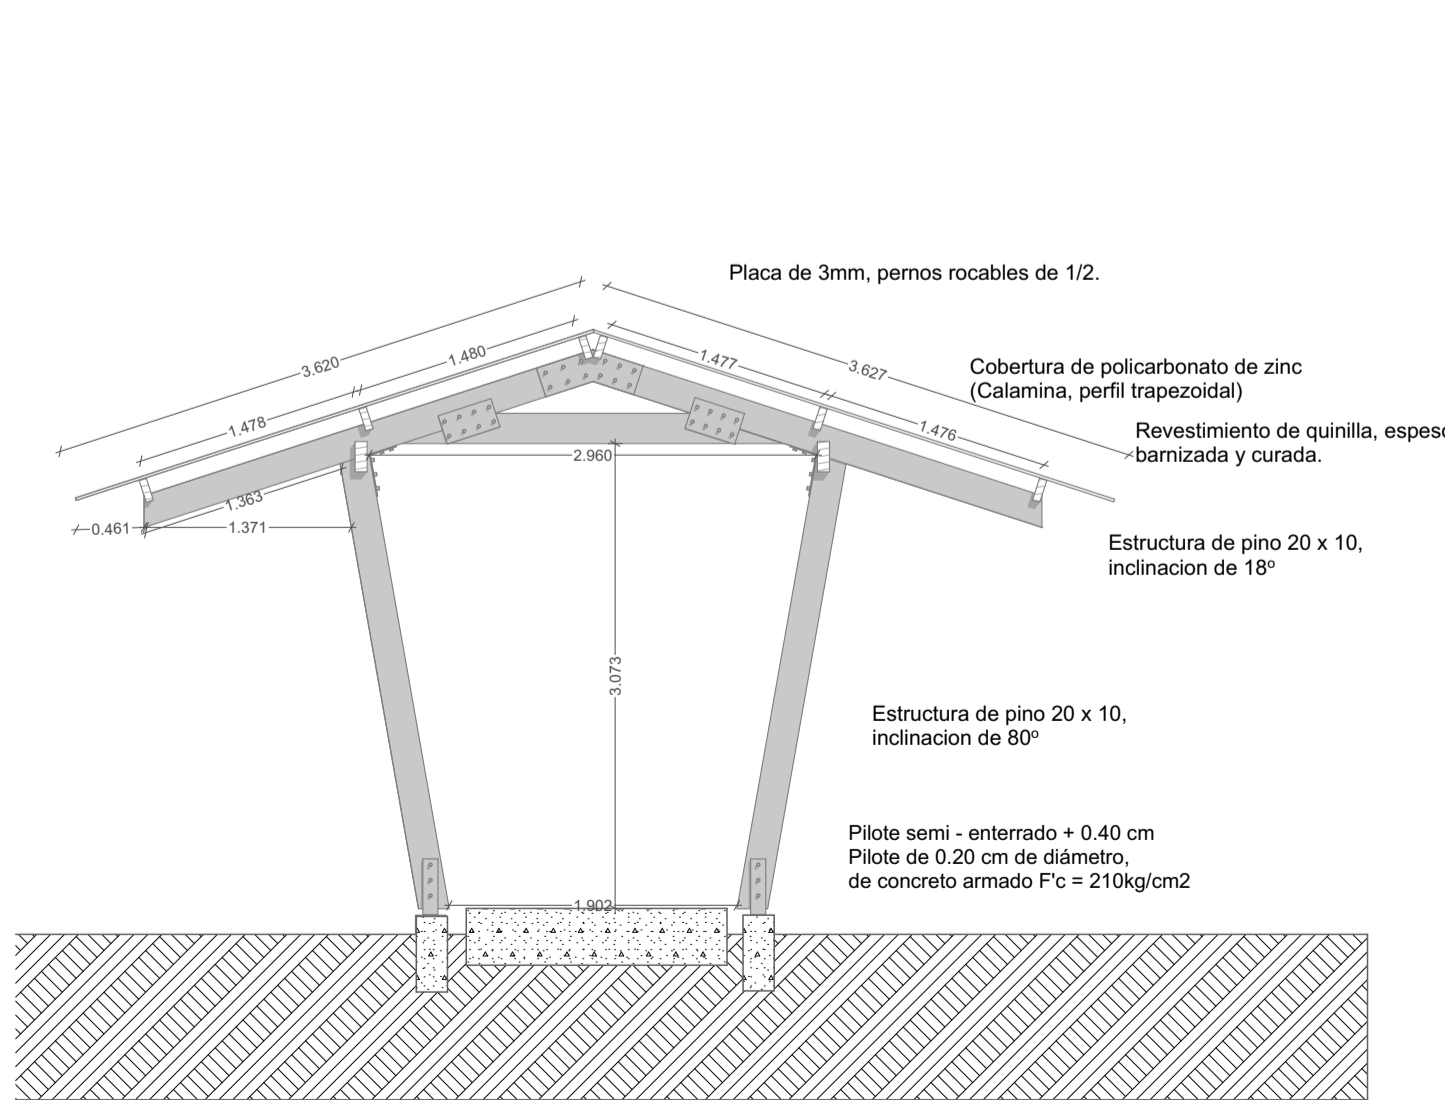 Placa de 3mm, pernos rocables de 1/2.
3.620
1.480
1.477
3.627
Cobertura de policarbonato de zinc
(Calamina, perfil trapezoidal)
1.478
1.476
Revestimiento de quinilla,
barnizada y curada.
2.960
1.363
0.461
1.371
Estructura de pino 20 x 10,
inclinacion de 18º
3.073
Estructura de pino 20 x 10,
inclinacion de 80º
Pilote semi - enterrado + 0.40 cm
Pilote de 0.20 cm de diámetro,
de concreto armado F'c = 210kg/cm2
1.902